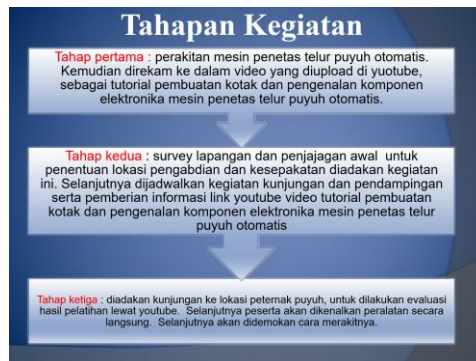 Tahapan Kegiatan
Tahap pertama : perakitan mesin penetas telur puyuh otomatis.
Kemudian direkam ke dalam video yang diupload di yuotube,
sebagai tutorial pembuatan kotak dan pengenalan komponen
elektronika mesin penetas telur puyuh otomatis.
Tahap kedua : survey lapangan dan penjajagan awal untuk
penentuan lokasi pengabdian dan kesepakatan diadakan kegiatan
ini. Selanjutnya dijadwalkan kegiatan kunjungan dan pendampingan
serta pemberian informasi link youtube video tutorial pembuatan
kotak dan pengenalan komponen elektronika mesin penetas telur
puyuh otomatis
Tahap ketiga : diadakan kunjungan ke lokasi peternak puyuh, untuk dilakukan evaluasi
hasil pelatihan lewat youtube. Selanjutnya peserta akan dikenalkan peralatan secara
langsung. Selanjutnya akan didemokan cara merakitnya.